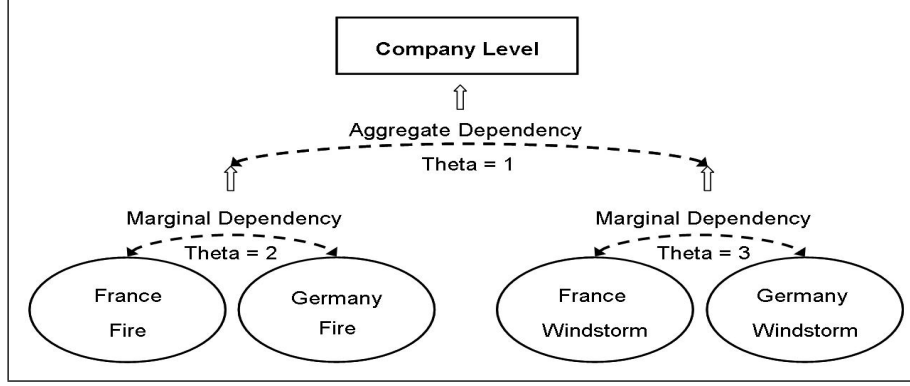 Company Level
Aggregate Dependency
Theta = 1
Marginal Dependency
Theta = 2
France
Fire
Germany
Fire
Marginal Dependency
Theta = 3
France
Windstorm
Germany
Windstorm